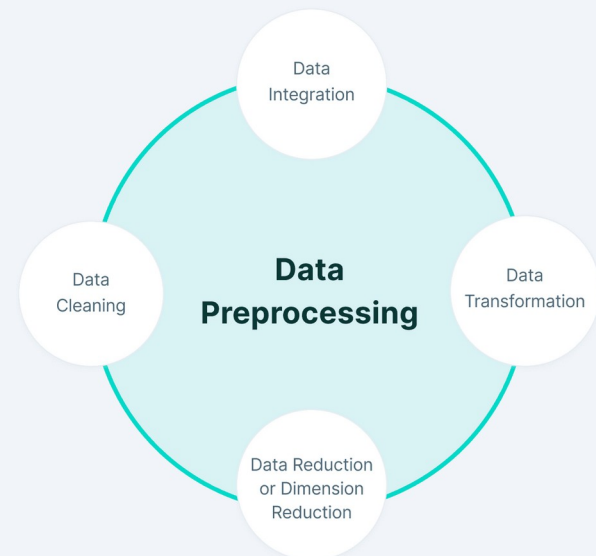 Data
Integration
Data
Cleaning
Data
Preprocessing
Data
Transformation
Data Reduction
or Dimension
Reduction